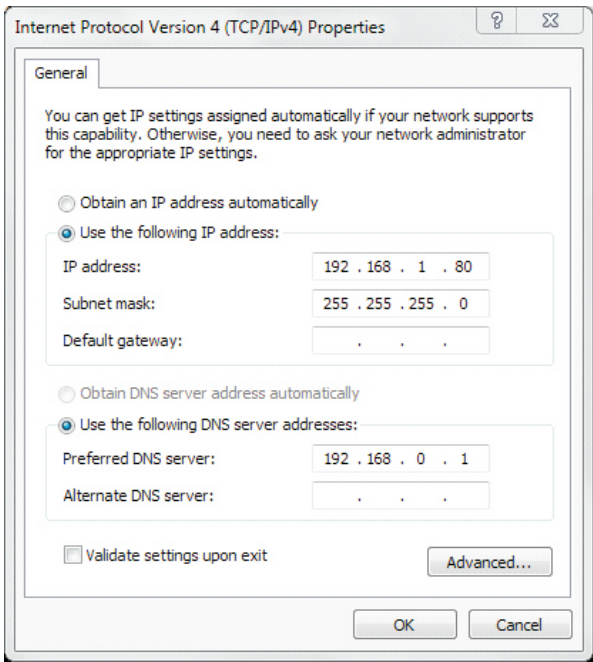 Internet Protocol Version 4 (TCP/IPv4) Properties
General
You can get IP settings assigned automatically if your network supports
this capability. Otherwise, you need to ask your network administrator
for the appropriate IP settings.
Obtain an IP address automatically
Use the following IP address:
IP address: 192 . 168 . 1 . 80
Subnet mask: 255 . 255 . 255 . 0
Default gateway: . . .
Obtain DNS server address automatically
Use the following DNS server addresses:
Preferred DNS server: 192 . 168 . 0 . 1
Alternate DNS server: . . .
Validate settings upon exit
Advanced...
OK Cancel